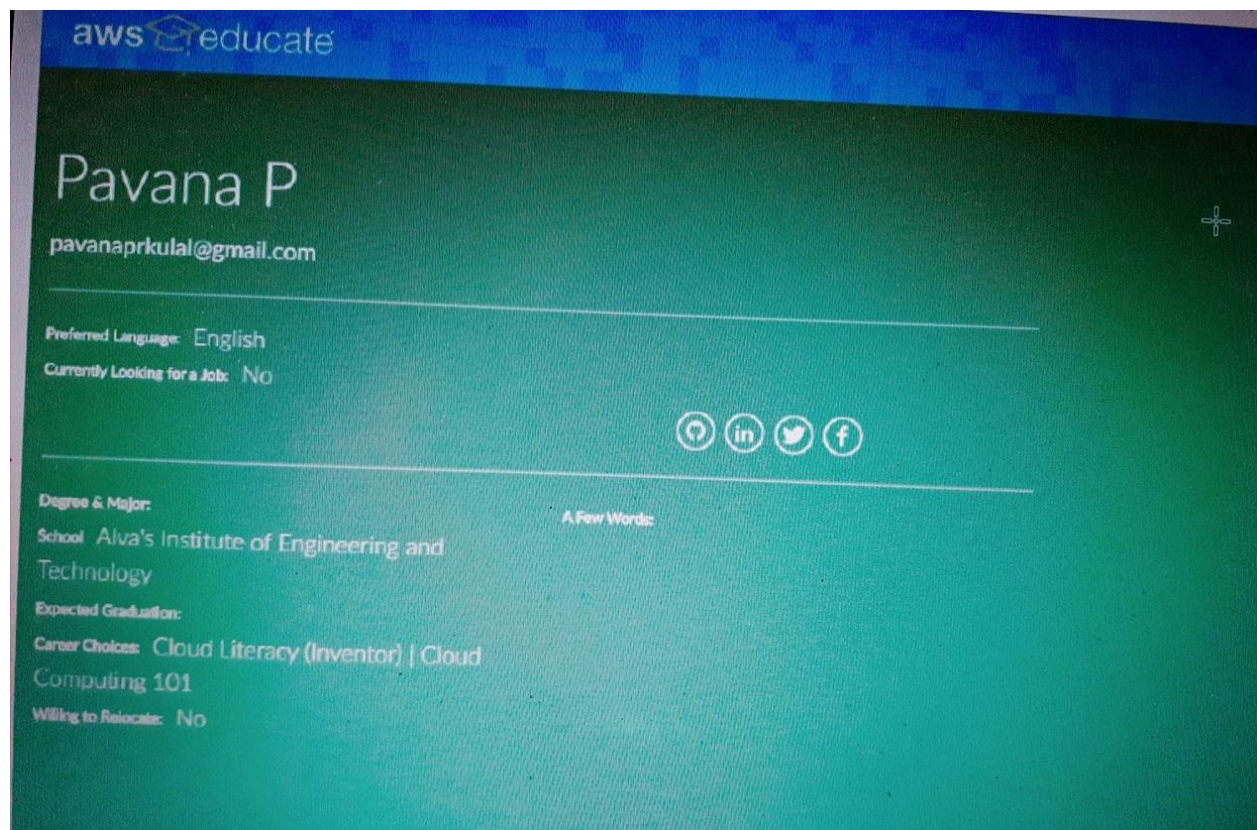 aws educate
Pavana P
pavanaprkulal@gmail.com
Preferred Language: English
Currently Looking for a Job: No
in
Degree & Major:
A Few Words:
School Alva's Institute of Engineering and
Technology
Expected Graduation:
Career Choices: Cloud Literacy (Inventor) | Cloud
Computing 101
Willing to Relocate: No